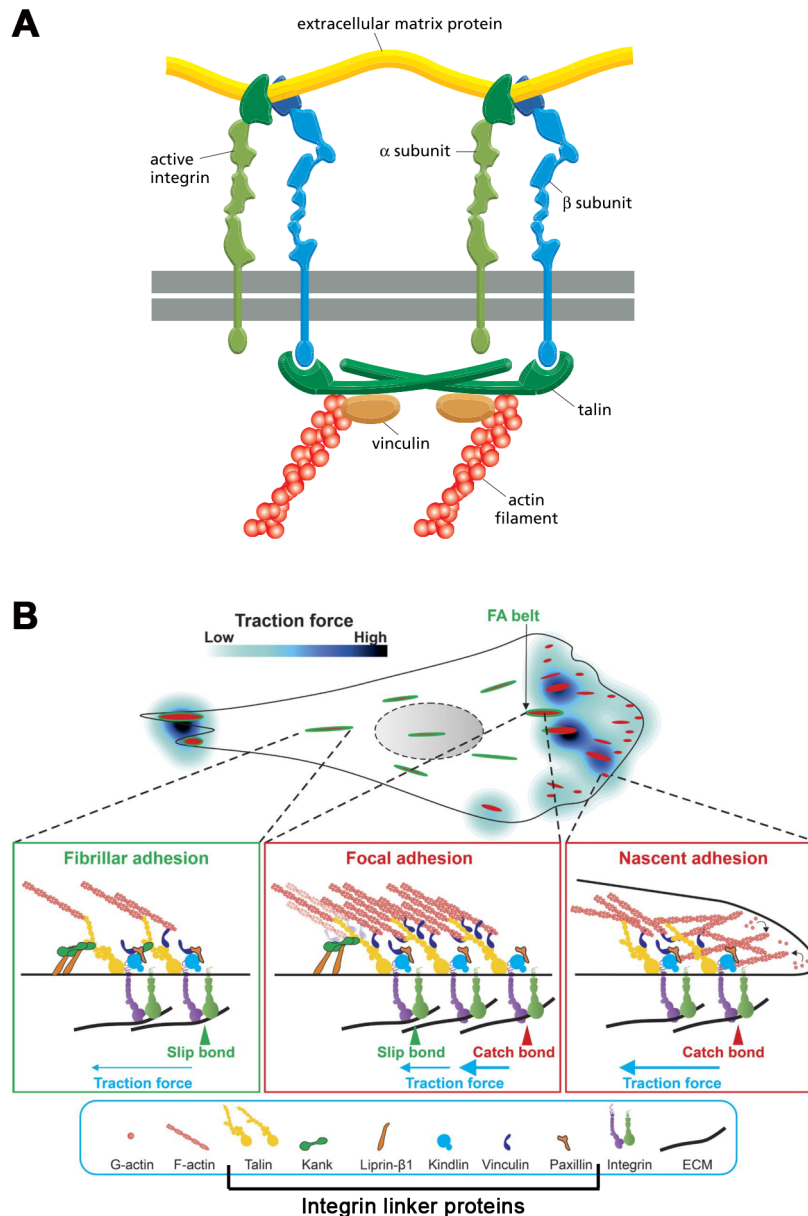 A
extracellular matrix protein
active
integrin
α subunit
β subunit
talin
vinculin
actin
filament
B
FA belt
Traction force
Low High
Fibrillar adhesion
Focal adhesion
Nascent adhesion
Slip bond
Slip bond
Catch bond
Catch bond
Traction force
Traction force
Traction force
G-actin F-actin Talin Kank Liprin-β1 Kindlin Vinculin Paxillin Integrin ECM
Integrin linker proteins